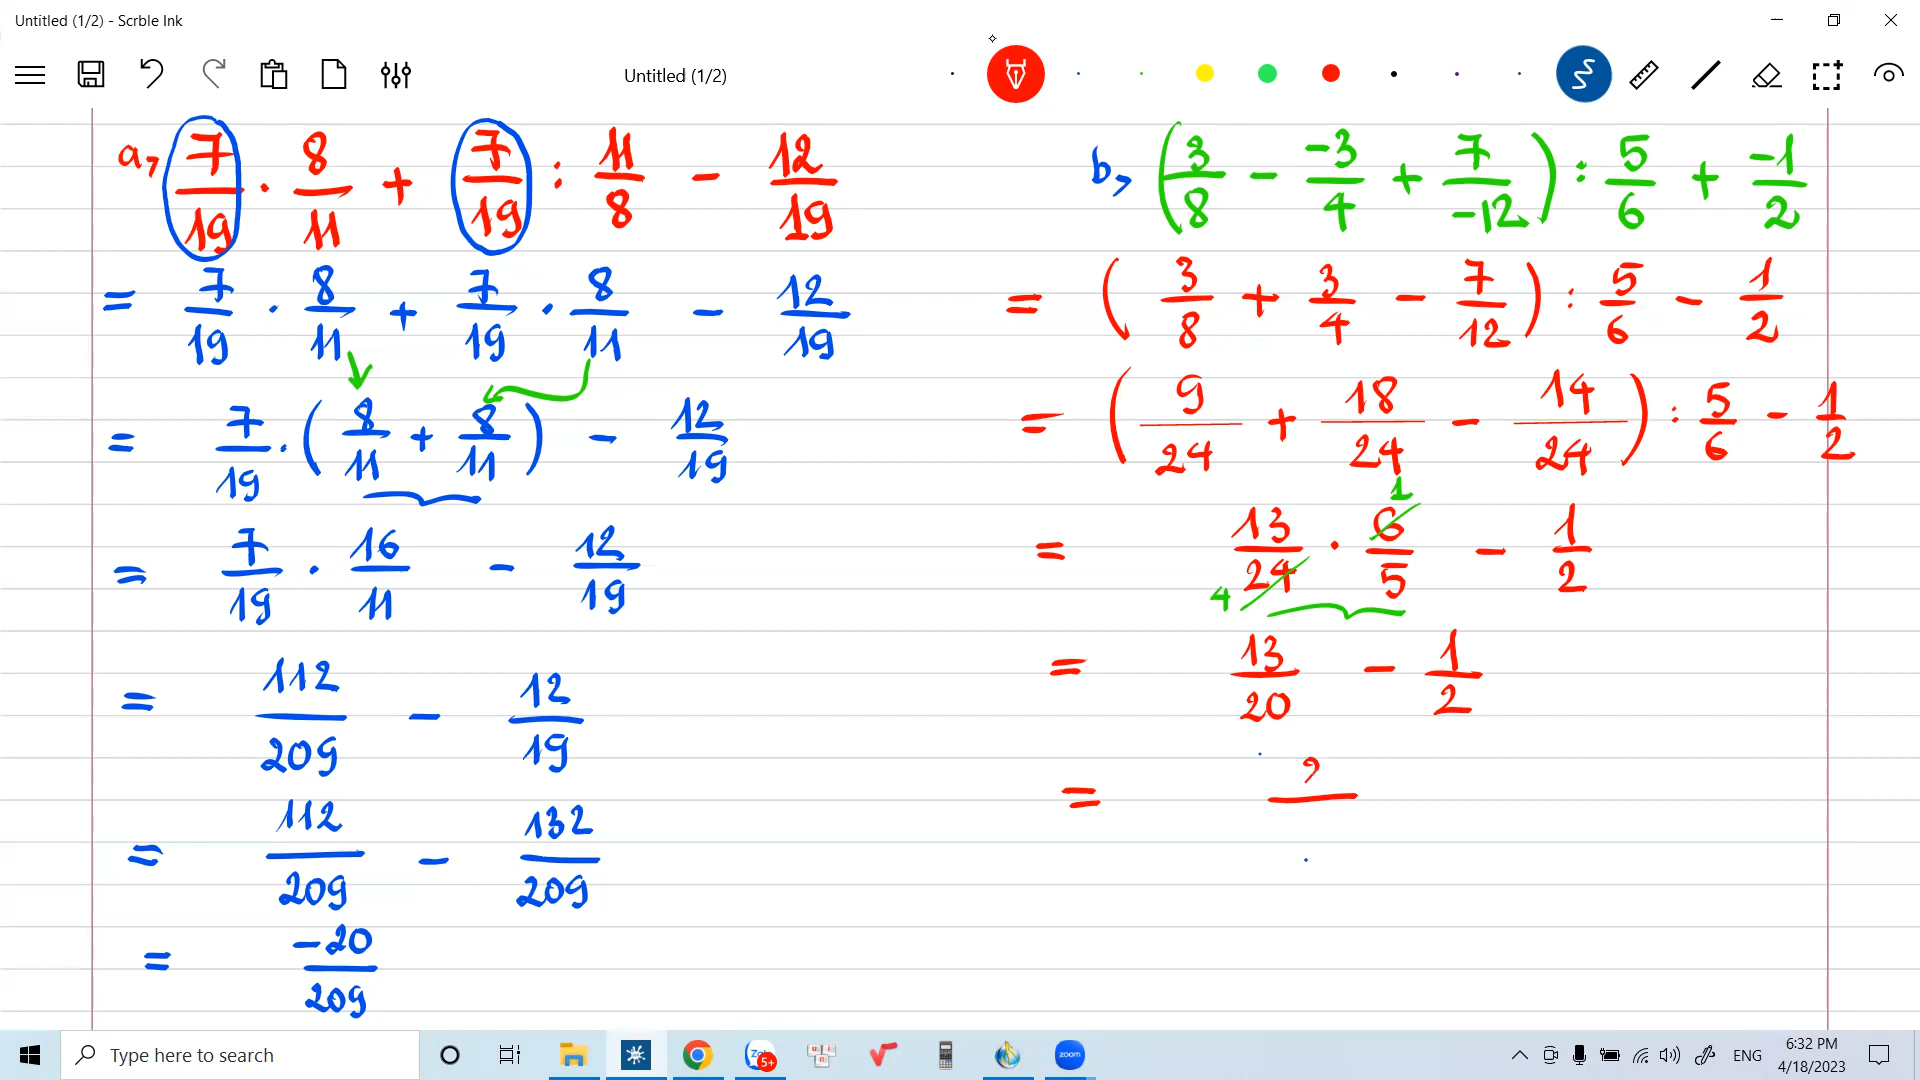 Untitled (1/2) - Scrble Ink
Untitled (1/2)
a, 7/19 · 8/11 + 7/19 : 11/8 - 12/19
= 7/19 · 8/11 + 7/19 · 8/11 - 12/19
= 7/19 · (8/11 + 8/11) - 12/19
= 7/19 · 16/11 - 12/19
= 112/209 - 12/19
= 112/209 - 132/209
= -20/209
b, (3/8 - -3/4 + 7/-12) : 5/6 + -1/2
= (3/8 + 3/4 - 7/12) : 5/6 - 1/2
= (9/24 + 18/24 - 14/24) : 5/6 - 1/2
1
= 13/24 · 6/5 - 1/2
4
= 13/20 - 1/2
=
Type here to search
5+
zoom
ENG
6:32 PM
4/18/2023